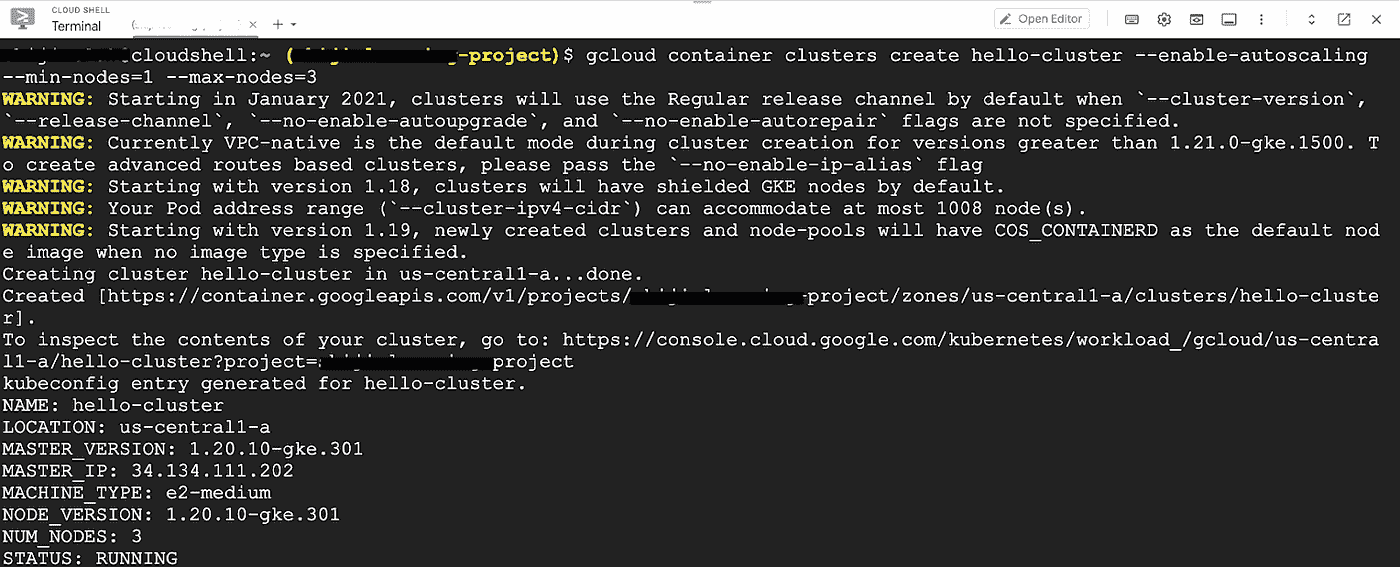 CLOUD SHELL
Terminal
Open Editor
cloudshell:~ (-project)$ gcloud container clusters create hello-cluster --enable-autoscaling
--min-nodes=1 --max-nodes=3
WARNING: Starting in January 2021, clusters will use the Regular release channel by default when `--cluster-version`,
`--release-channel`, `--no-enable-autoupgrade`, and `--no-enable-autorepair` flags are not specified.
WARNING: Currently VPC-native is the default mode during cluster creation for versions greater than 1.21.0-gke.1500. T
o create advanced routes based clusters, please pass the `--no-enable-ip-alias` flag
WARNING: Starting with version 1.18, clusters will have shielded GKE nodes by default.
WARNING: Your Pod address range (`--cluster-ipv4-cidr`) can accommodate at most 1008 node(s).
WARNING: Starting with version 1.19, newly created clusters and node-pools will have COS_CONTAINERD as the default nod
e image when no image type is specified.
Creating cluster hello-cluster in us-central1-a...done.
Created [https://container.googleapis.com/v1/projects/-project/zones/us-central1-a/clusters/hello-cluste
r].
To inspect the contents of your cluster, go to: https://console.cloud.google.com/kubernetes/workload_/gcloud/us-centra
l1-a/hello-cluster?project=project
kubeconfig entry generated for hello-cluster.
NAME: hello-cluster
LOCATION: us-central1-a
MASTER_VERSION: 1.20.10-gke.301
MASTER_IP: 34.134.111.202
MACHINE_TYPE: e2-medium
NODE_VERSION: 1.20.10-gke.301
NUM_NODES: 3
STATUS: RUNNING